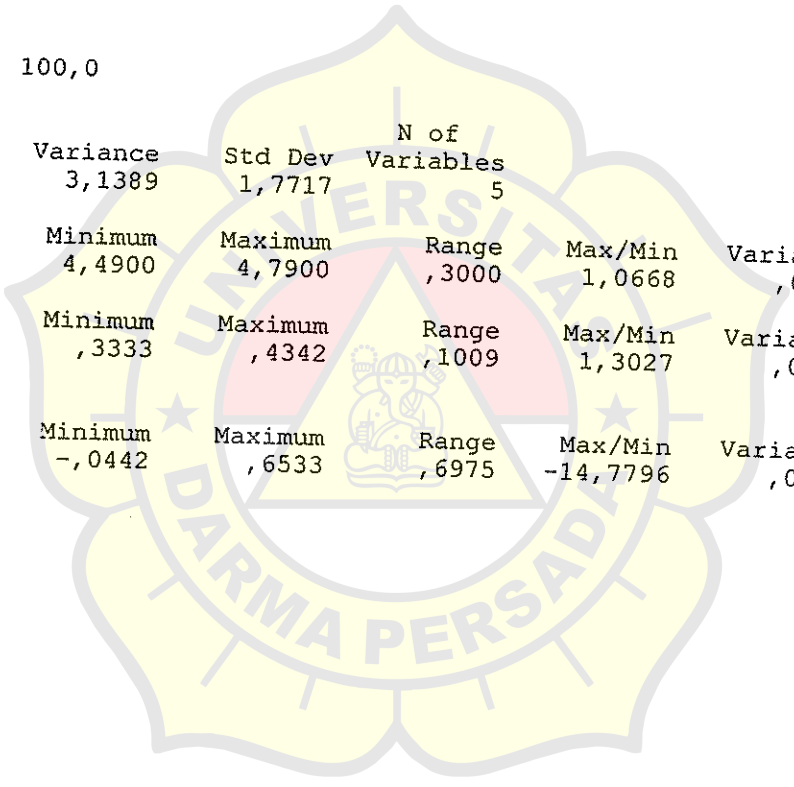 100,0
N of
Variance Std Dev Variables
3,1389 1,7717 5
Minimum Maximum Range Max/Min
4,4900 4,7900 ,3000 1,0668
Minimum Maximum Range Max/Min
,3333 ,4342 ,1009 1,3027
Minimum Maximum Range Max/Min
-,0442 ,6533 ,6975 -14,7796
UNIVERSITAS
DARMA PERSADA